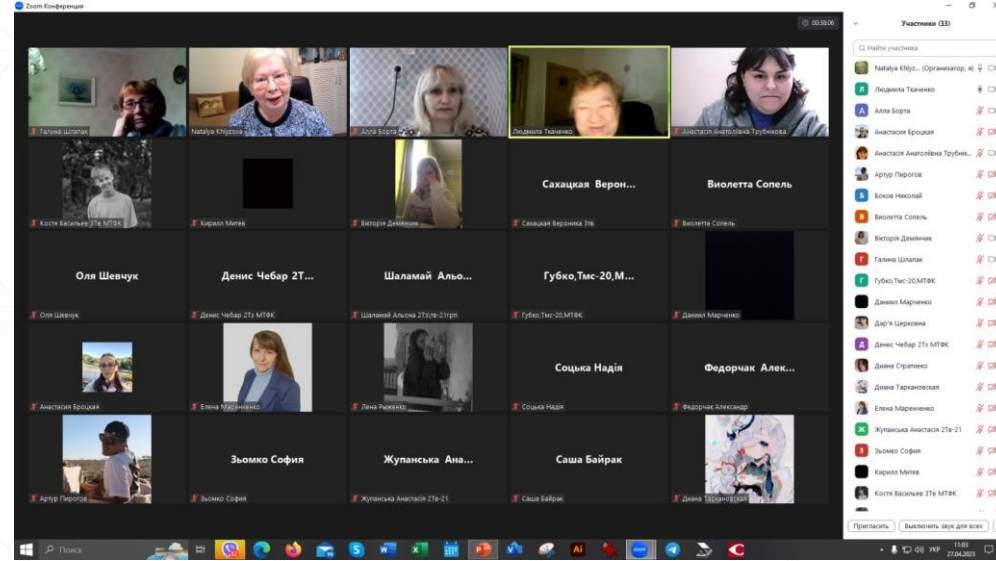 Zoom Конференция
00:38:06
Участники (33)
Найти участника
Галина Шлапак
Natalya Khlyzova
Алла Борта
Людмила Ткаченко
Анастасія Анатоліївна Трубнікова
Костя Васильев 3Тв МТФК
Кирилл Митев
Вікторія Демянчик
Сахацкая Верон...
Сахацкая Вероника 3тв
Виолетта Сопель
Виолетта Сопель
Оля Шевчук
Оля Шевчук
Денис Чебар 2Т...
Денис Чебар 2Тз МТФК
Шаламай Альо...
Губко,Тмс-20,М...
Губко,Тмс-20,МТФК
Даниил Марченко
Анастасия Броцкая
Елена Маренченко
Лена Рыженко
Соцька Надія
Соцька Надія
Федорчак Алек...
Федорчак Александр
Артур Пирогов
Зьомко София
Зьомко София
Жупанська Ана...
Жупанська Анастасія 2Тв-21
Саша Байрак
Саша Байрак
Диана Таркановская
Natalya Khlyz... (Организатор, я)
Людмила Ткаченко
Алла Борта
Анастасия Броцкая
Анастасія Анатоліївна Трубнік...
Артур Пирогов
Боков Николай
Виолетта Сопель
Вікторія Демянчик
Галина Шлапак
Губко,Тмс-20,МТФК
Даниил Марченко
Дар'я Церковна
Денис Чебар 2Тз МТФК
Диана Стратиенко
Диана Таркановская
Елена Маренченко
Жупанська Анастасія 2Тв-21
Зьомко София
Кирилл Митев
Костя Васильев 3Тв МТФК
Пригласить
Выключить звук для всех
Поиск
УКР
11:03
27.04.2023